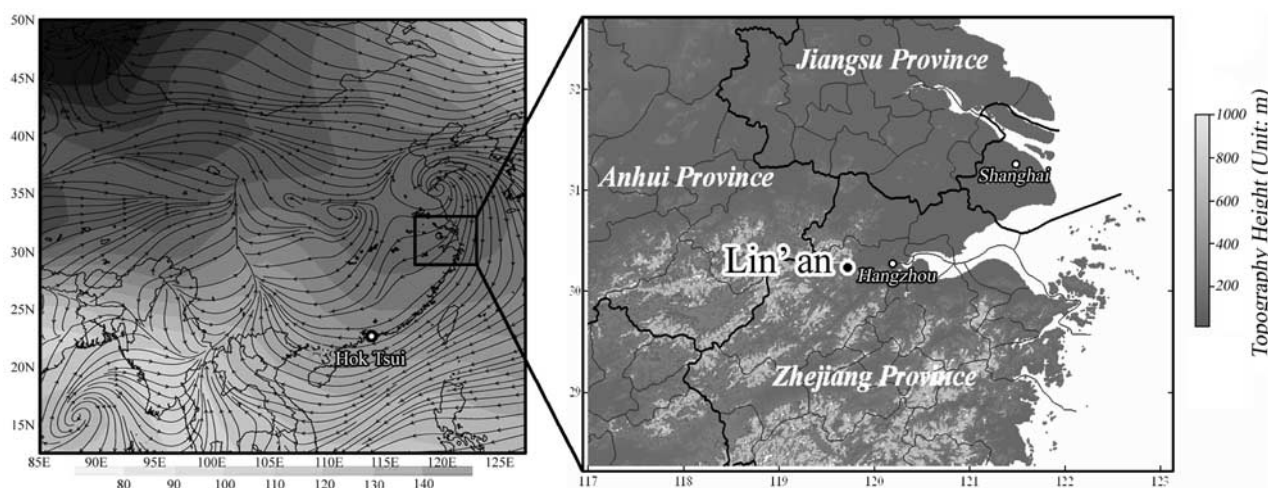 50N
45N
40N
35N
30N
25N
20N
15N
85E 90E 95E 100E 105E 110E 115E 120E 125E
80 90 100 110 120 130 140
Hok Tsui
Jiangsu Province
Anhui Province
Shanghai
Lin' an
Hangzhou
Zhejiang Province
32
31
30
29
117 118 119 120 121 122 123
1000
800
600
400
200
Topography Height (Unit: m)